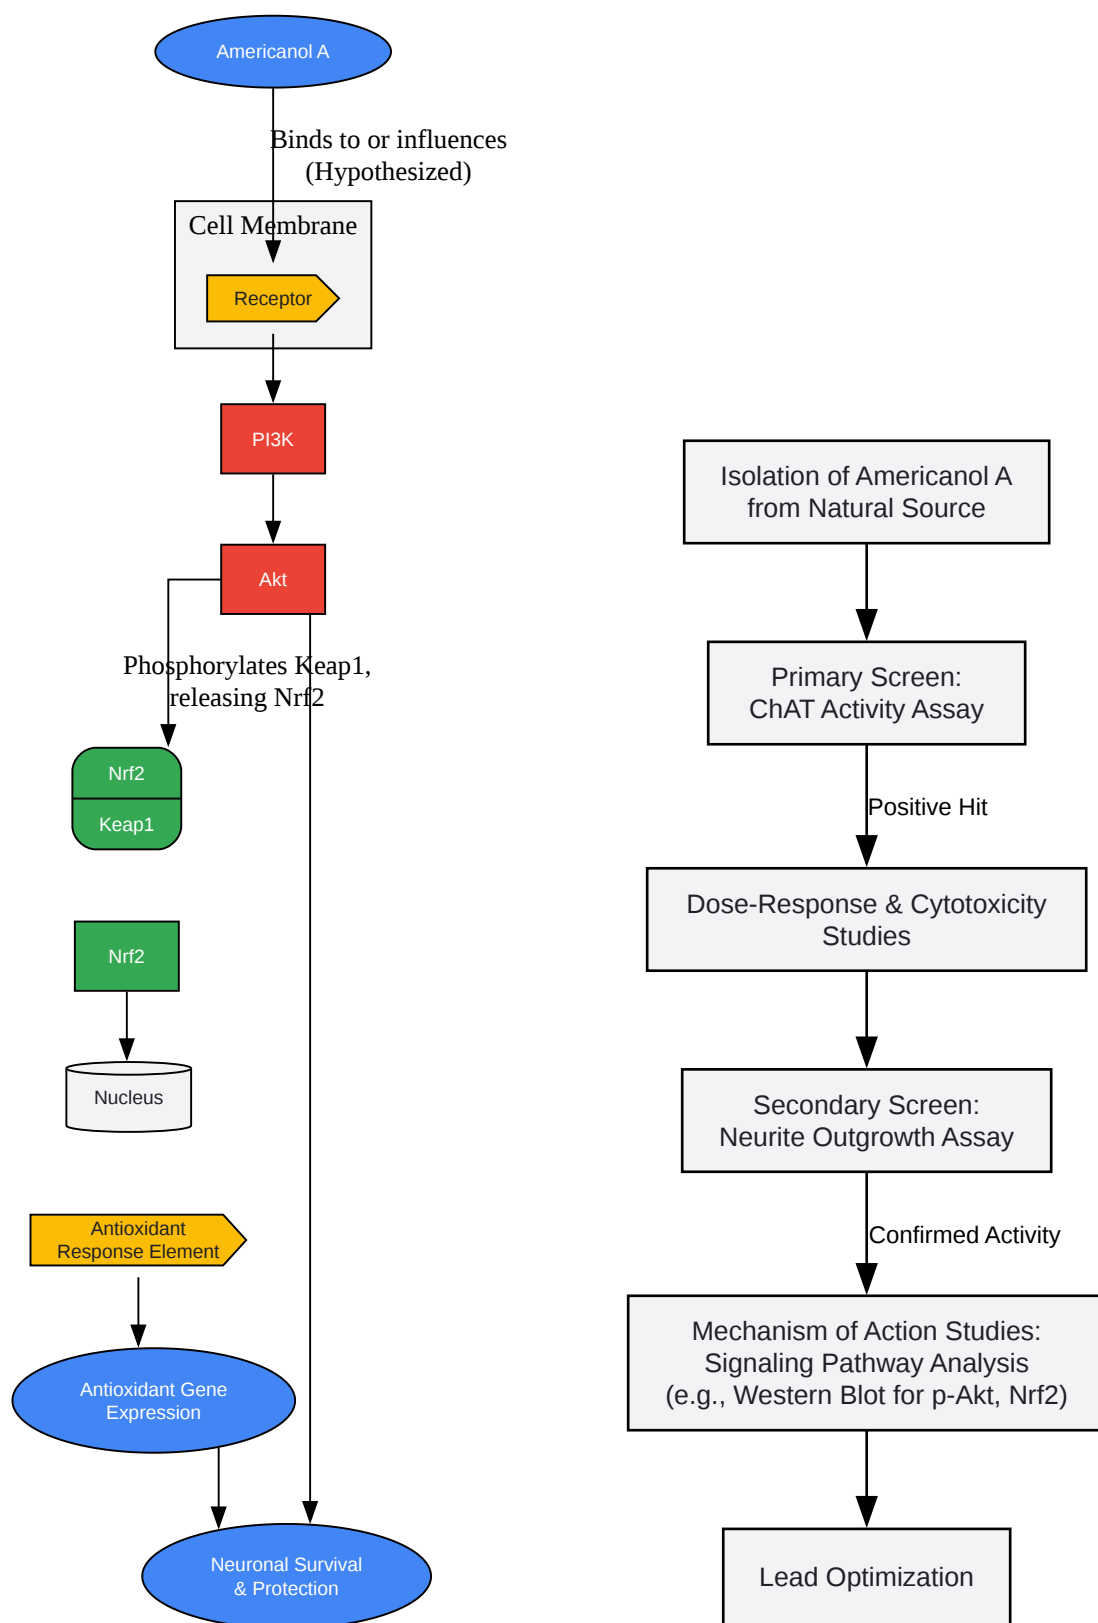 Americanol A
Binds to or influences
(Hypothesized)
Cell Membrane
Receptor
PI3K
Akt
Phosphorylates Keap1,
releasing Nrf2
Nrf2
Keap1
Nrf2
Nucleus
Antioxidant
Response Element
Antioxidant Gene
Expression
Neuronal Survival
& Protection
Isolation of Americanol A
from Natural Source
Primary Screen:
ChAT Activity Assay
Positive Hit
Dose-Response & Cytotoxicity
Studies
Secondary Screen:
Neurite Outgrowth Assay
Confirmed Activity
Mechanism of Action Studies:
Signaling Pathway Analysis
(e.g., Western Blot for p-Akt, Nrf2)
Lead Optimization